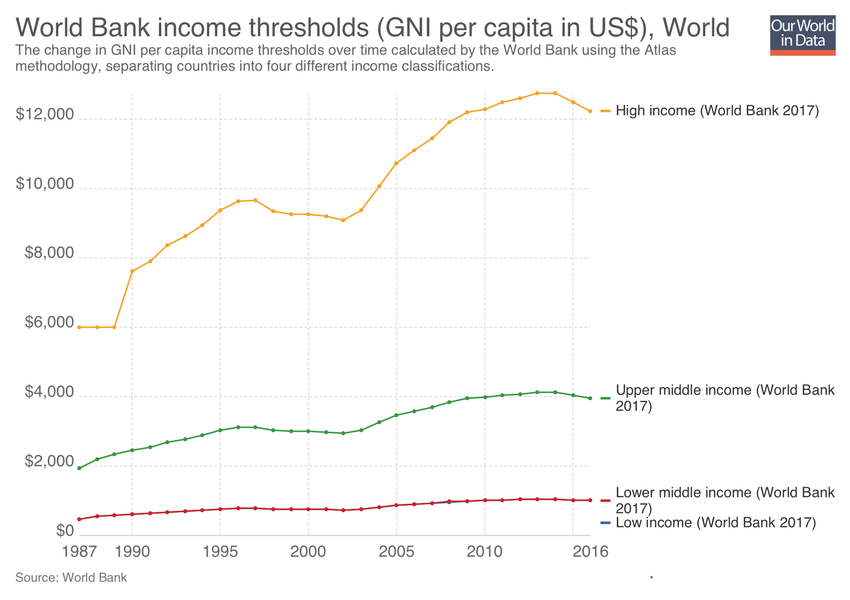 World Bank income thresholds (GNI per capita in US$), World
Our World
in Data
The change in GNI per capita income thresholds over time calculated by the World Bank using the Atlas
methodology, separating countries into four different income classifications.
$12,000
High income (World Bank 2017)
$10,000
$8,000
$6,000
$4,000
Upper middle income (World Bank
2017)
$2,000
Lower middle income (World Bank
2017)
Low income (World Bank 2017)
$0
1987 1990 1995 2000 2005 2010 2016
Source: World Bank